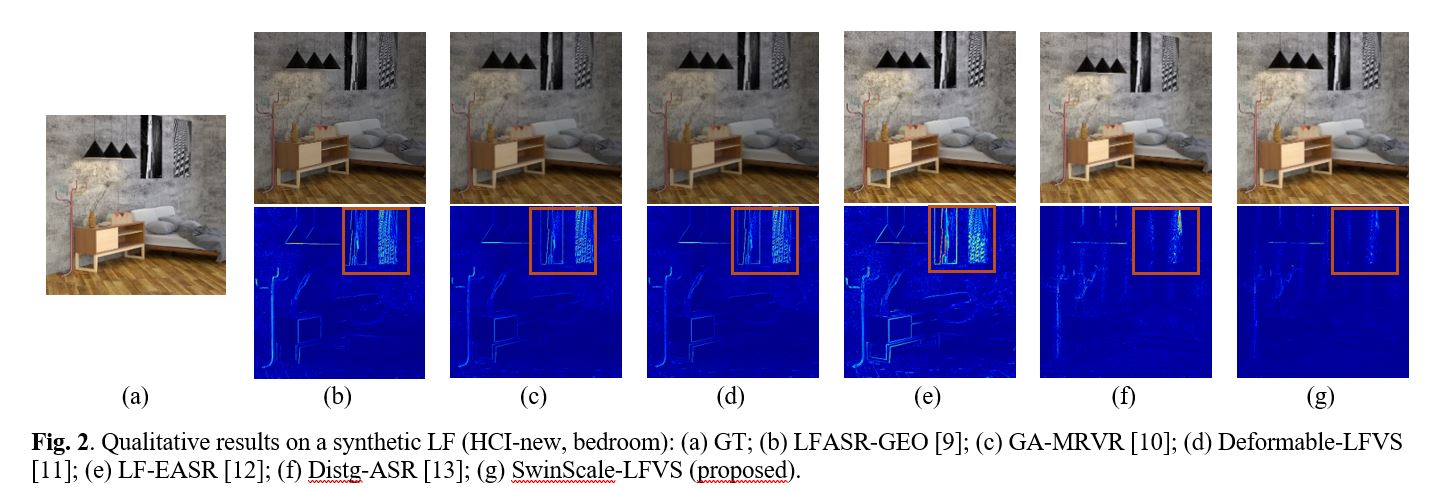 (a) (b) (c) (d) (e) (f) (g)
Fig. 2. Qualitative results on a synthetic LF (HCI-new, bedroom): (a) GT; (b) LFASR-GEO [9]; (c) GA-MRVR [10]; (d) Deformable-LFVS
[11]; (e) LF-EASR [12]; (f) Distg-ASR [13]; (g) SwinScale-LFVS (proposed).